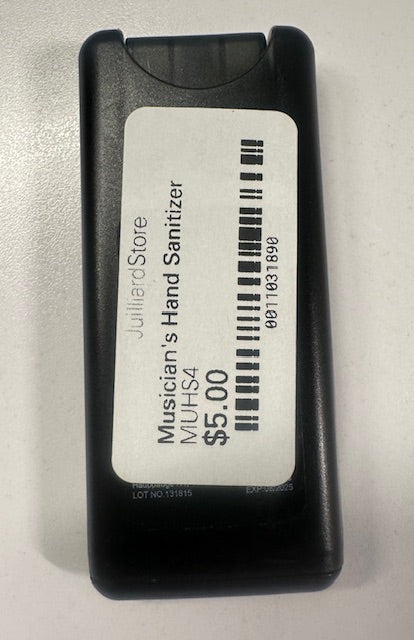 JuilliardStore
Musician's Hand Sanitizer
MUHS4
$5.00
0011031890
LOT NO.131815